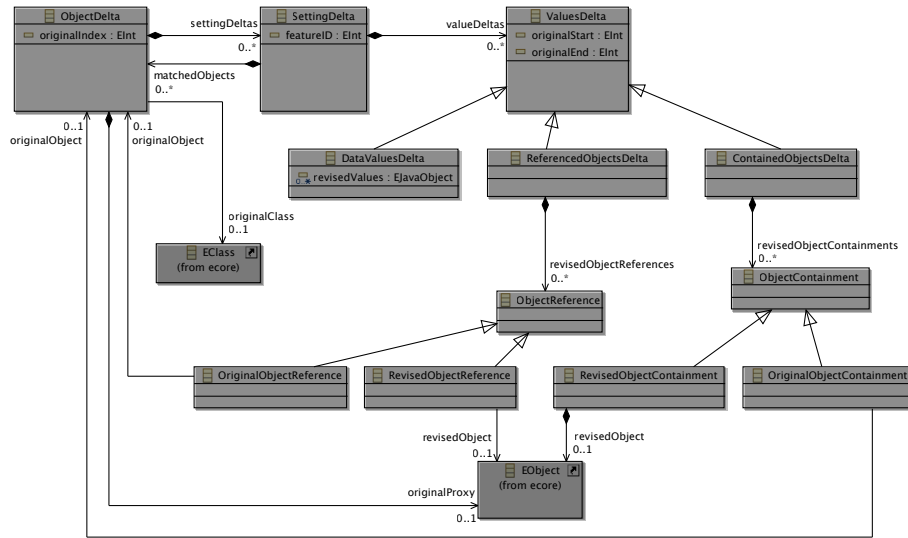 ObjectDelta
originalIndex : EInt
settingDeltas
0..*
SettingDelta
featureID : EInt
valueDeltas
0..*
ValuesDelta
originalStart : EInt
originalEnd : EInt
matchedObjects
0..*
0..1
originalObject
0..1
originalObject
DataValuesDelta
0..* revisedValues : EJavaObject
ReferencedObjectsDelta
ContainedObjectsDelta
originalClass
0..1
EClass
(from ecore)
revisedObjectReferences
0..*
revisedObjectContainments
0..*
ObjectReference
ObjectContainment
OriginalObjectReference
RevisedObjectReference
RevisedObjectContainment
OriginalObjectContainment
revisedObject
0..1
revisedObject
0..1
EObject
(from ecore)
originalProxy
0..1